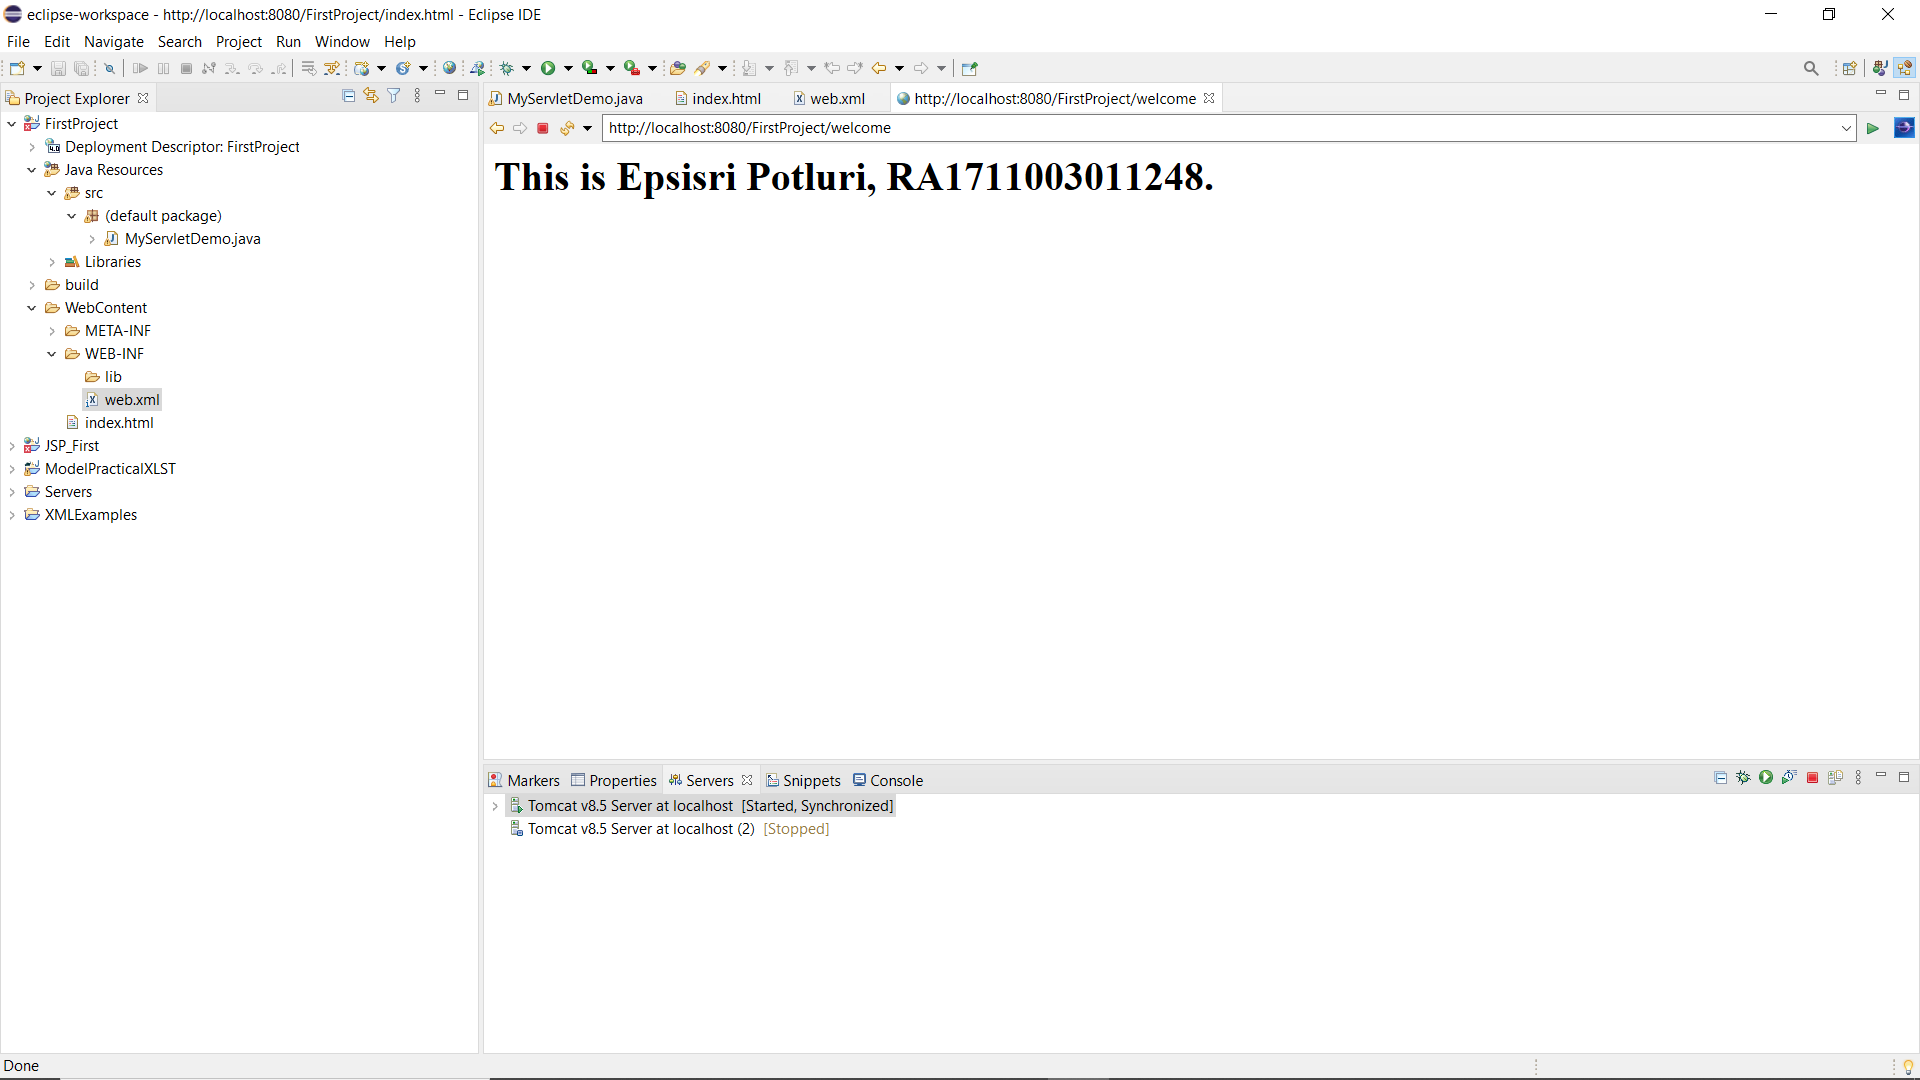 eclipse-workspace - http://localhost:8080/FirstProject/index.html - Eclipse IDE
File Edit Navigate Search Project Run Window Help
Project Explorer
FirstProject
Deployment Descriptor: FirstProject
Java Resources
src
(default package)
MyServletDemo.java
Libraries
build
WebContent
META-INF
WEB-INF
lib
web.xml
index.html
JSP_First
ModelPracticalXLST
Servers
XMLExamples
MyServletDemo.java index.html web.xml http://localhost:8080/FirstProject/welcome
http://localhost:8080/FirstProject/welcome
This is Epsisri Potluri, RA1711003011248.
Markers Properties Servers Snippets Console
Tomcat v8.5 Server at localhost [Started, Synchronized]
Tomcat v8.5 Server at localhost (2) [Stopped]
Done